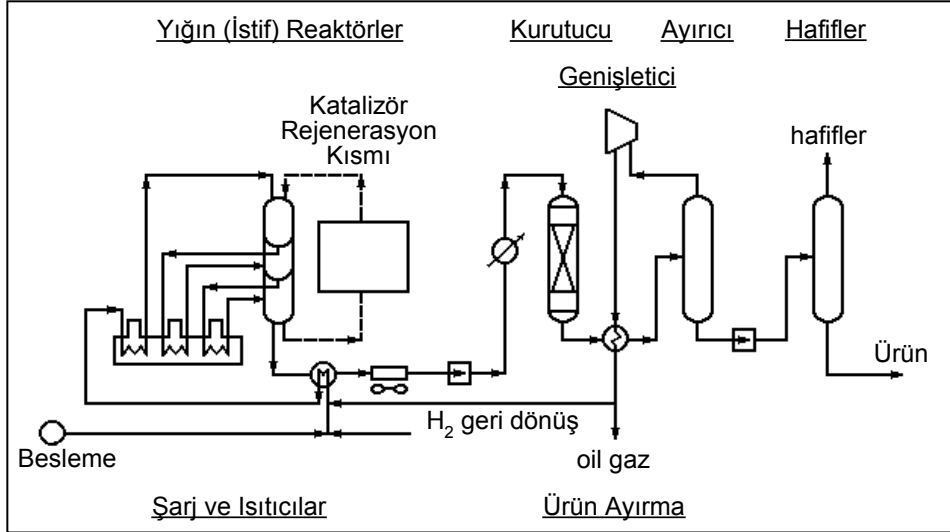 Yığın (İstif) Reaktörler
Kurutucu
Ayırıcı
Hafifler
Genişletici
Katalizör
Rejenerasyon
Kısmı
hafifler
Ürün
H₂ geri dönüş
Besleme
oil gaz
Şarj ve Isıtıcılar
Ürün Ayırma